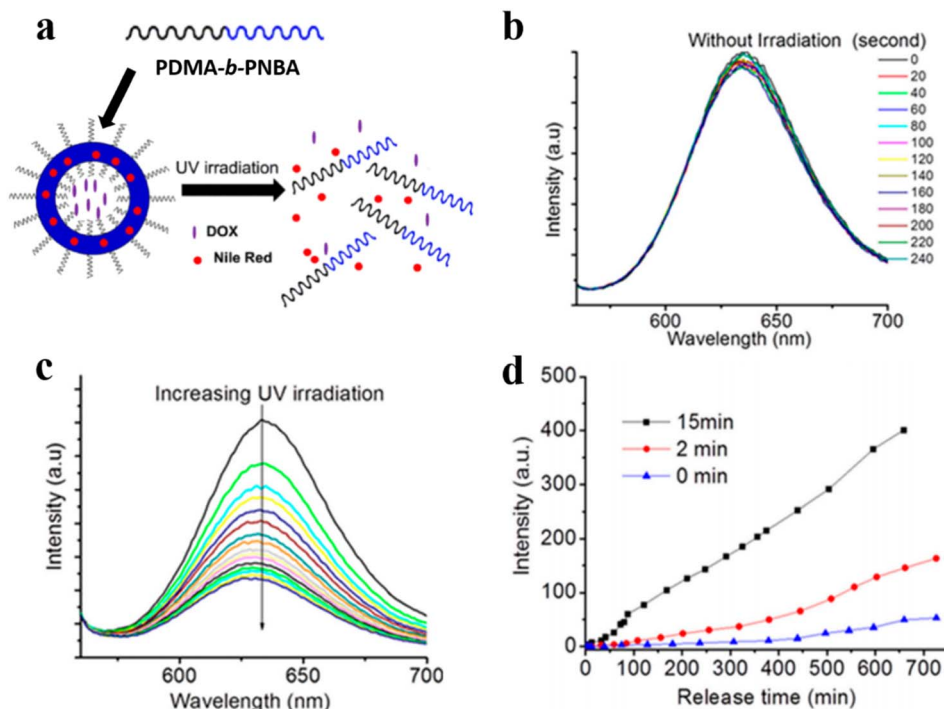 a
PDMA-b-PNBA
UV irradiation
DOX
Nile Red
b
Without Irradiation (second)
0
20
40
60
80
100
120
140
160
180
200
220
240
Intensity (a.u)
600
650
700
Wavelength (nm)
c
Increasing UV irradiation
Intensity (a.u)
600
650
700
Wavelength (nm)
d
500
400
300
200
100
0
15min
2 min
0 min
Intensity (a.u.)
0 100 200 300 400 500 600 700
Release time (min)